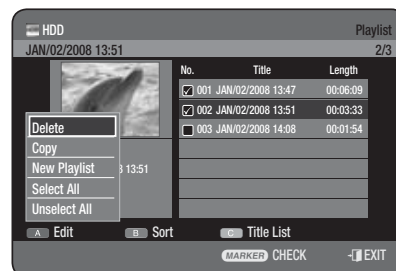 HDD Playlist
JAN/02/2008 13:51 2/3
No. Title Length
001 JAN/02/2008 13:47 00:06:09
002 JAN/02/2008 13:51 00:03:33
003 JAN/02/2008 14:08 00:01:54
Delete
Copy
New Playlist
Select All
Unselect All
13:51
A Edit B Sort C Title List
MARKER CHECK EXIT